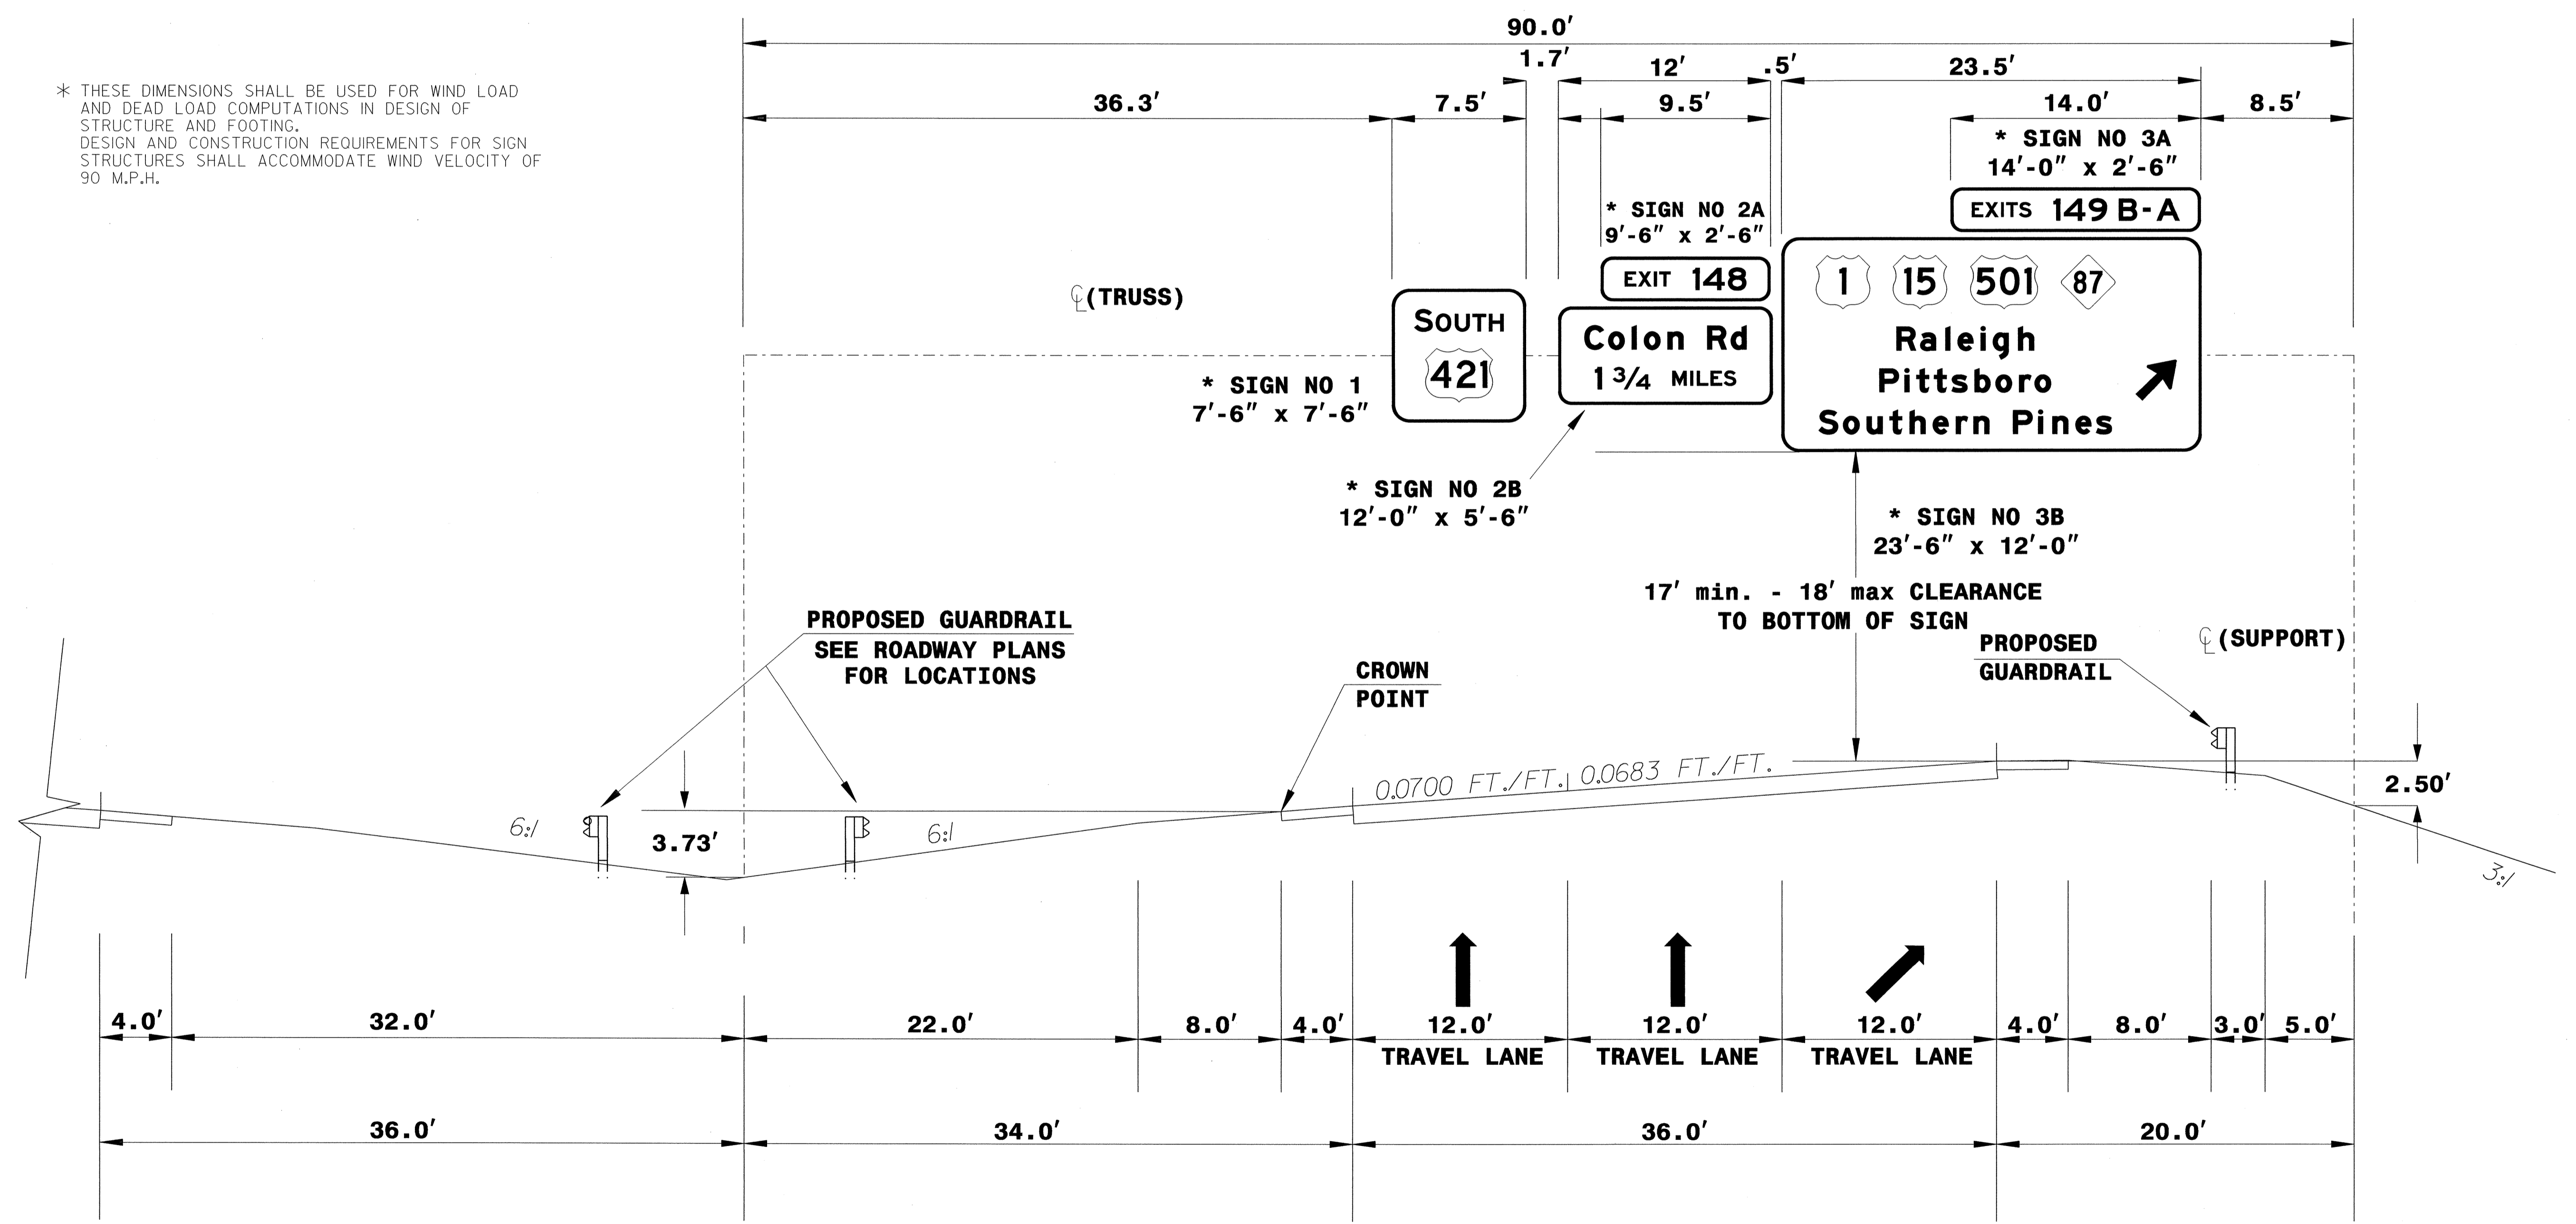 90.0'
1.7'
12'
.5'
23.5'
36.3'
7.5'
9.5'
14.0'
8.5'
* THESE DIMENSIONS SHALL BE USED FOR WIND LOAD
AND DEAD LOAD COMPUTATIONS IN DESIGN OF
STRUCTURE AND FOOTING.
DESIGN AND CONSTRUCTION REQUIREMENTS FOR SIGN
STRUCTURES SHALL ACCOMMODATE WIND VELOCITY OF
90 M.P.H.
* SIGN NO 3A
14'-0" x 2'-6"
EXITS 149 B-A
* SIGN NO 2A
9'-6" x 2'-6"
EXIT 148
1 15 501 87
Raleigh
Pittsboro
Southern Pines
℄ (TRUSS)
SOUTH
421
Colon Rd
1 3/4 MILES
* SIGN NO 1
7'-6" x 7'-6"
* SIGN NO 2B
12'-0" x 5'-6"
* SIGN NO 3B
23'-6" x 12'-0"
17' min. - 18' max CLEARANCE
TO BOTTOM OF SIGN
PROPOSED GUARDRAIL
SEE ROADWAY PLANS
FOR LOCATIONS
CROWN
POINT
PROPOSED
GUARDRAIL
℄ (SUPPORT)
0.0700 FT./FT.
0.0683 FT./FT.
2.50'
6:1
3.73'
6:1
3:1
4.0'
32.0'
22.0'
8.0'
4.0'
12.0'
12.0'
12.0'
4.0'
8.0'
3.0'
5.0'
TRAVEL LANE
TRAVEL LANE
TRAVEL LANE
36.0'
34.0'
36.0'
20.0'